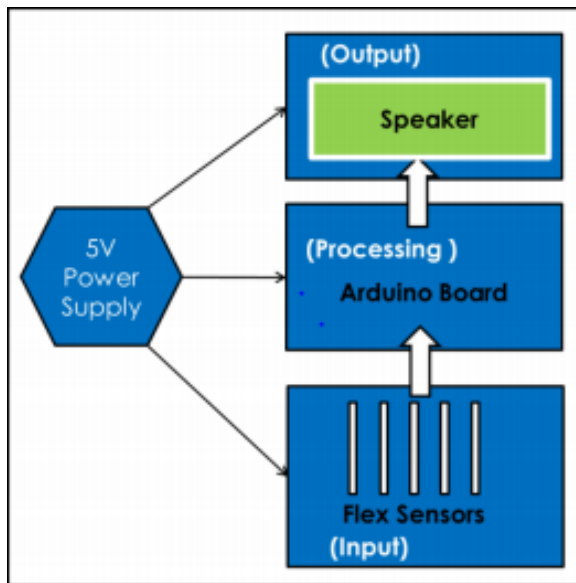 (Output)
Speaker
5V
Power
Supply
(Processing )
Arduino Board
Flex Sensors
(Input)